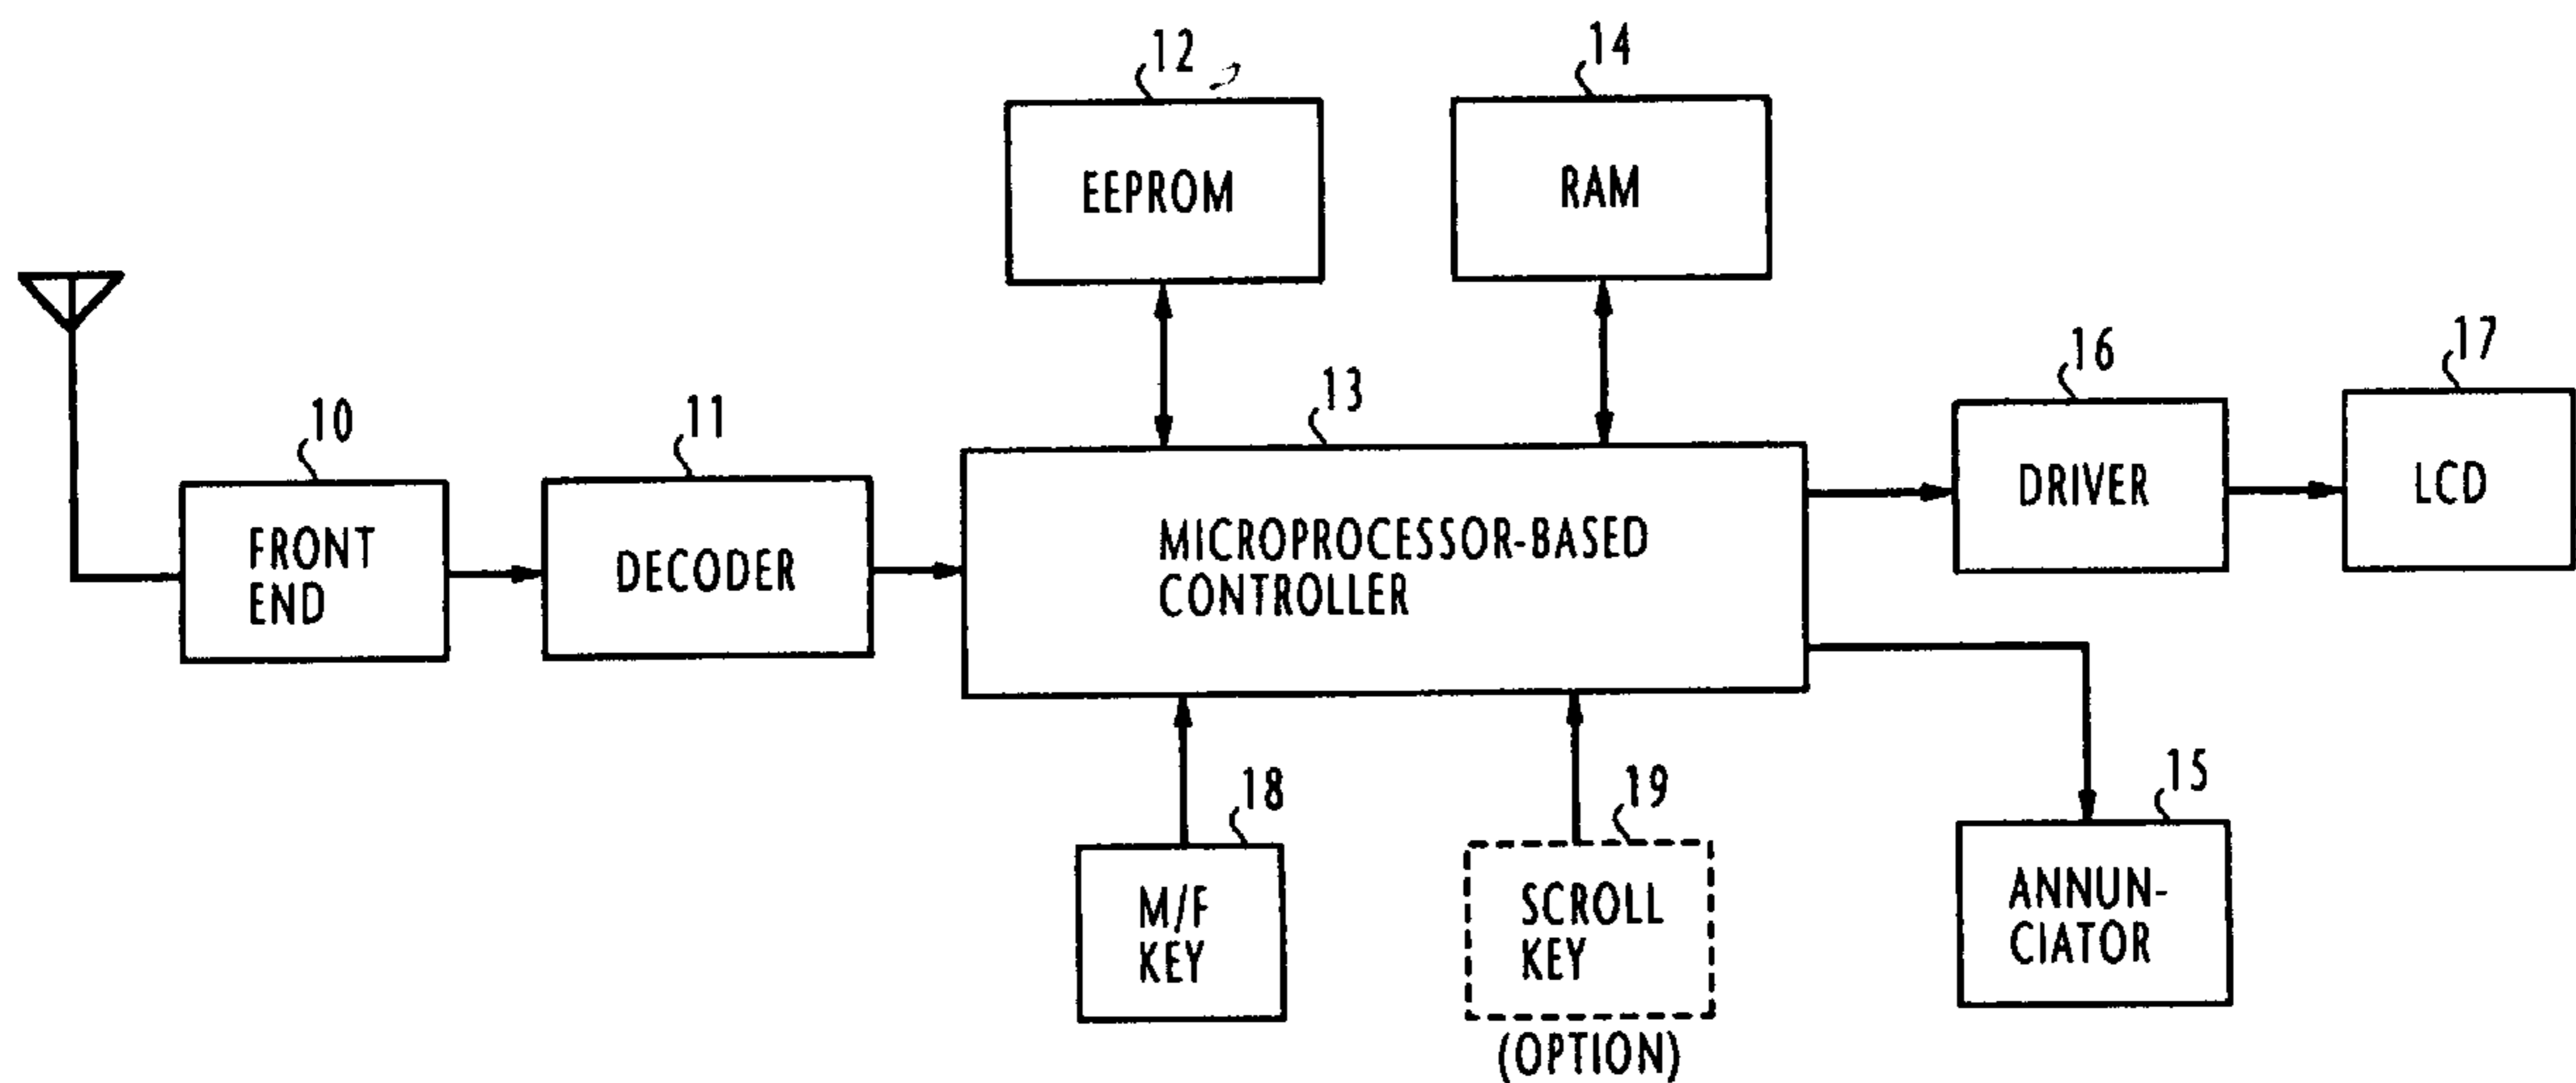 12
14
EEPROM
RAM
10
11
13
16
17
FRONT
END
DECODER
MICROPROCESSOR-BASED
CONTROLLER
DRIVER
LCD
18
19
15
M/F
KEY
SCROLL
KEY
(OPTION)
ANNUN-
CIATOR